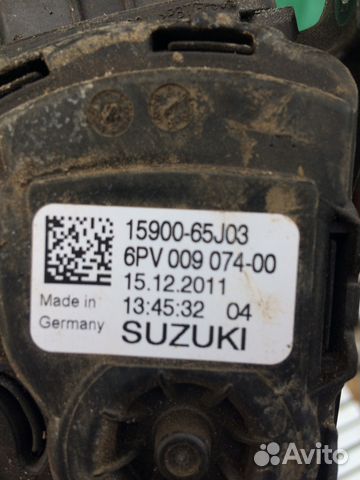 15900-65J03
6PV 009 074-00
15.12.2011
13:45:32 04
Made in
Germany
SUZUKI
Avito